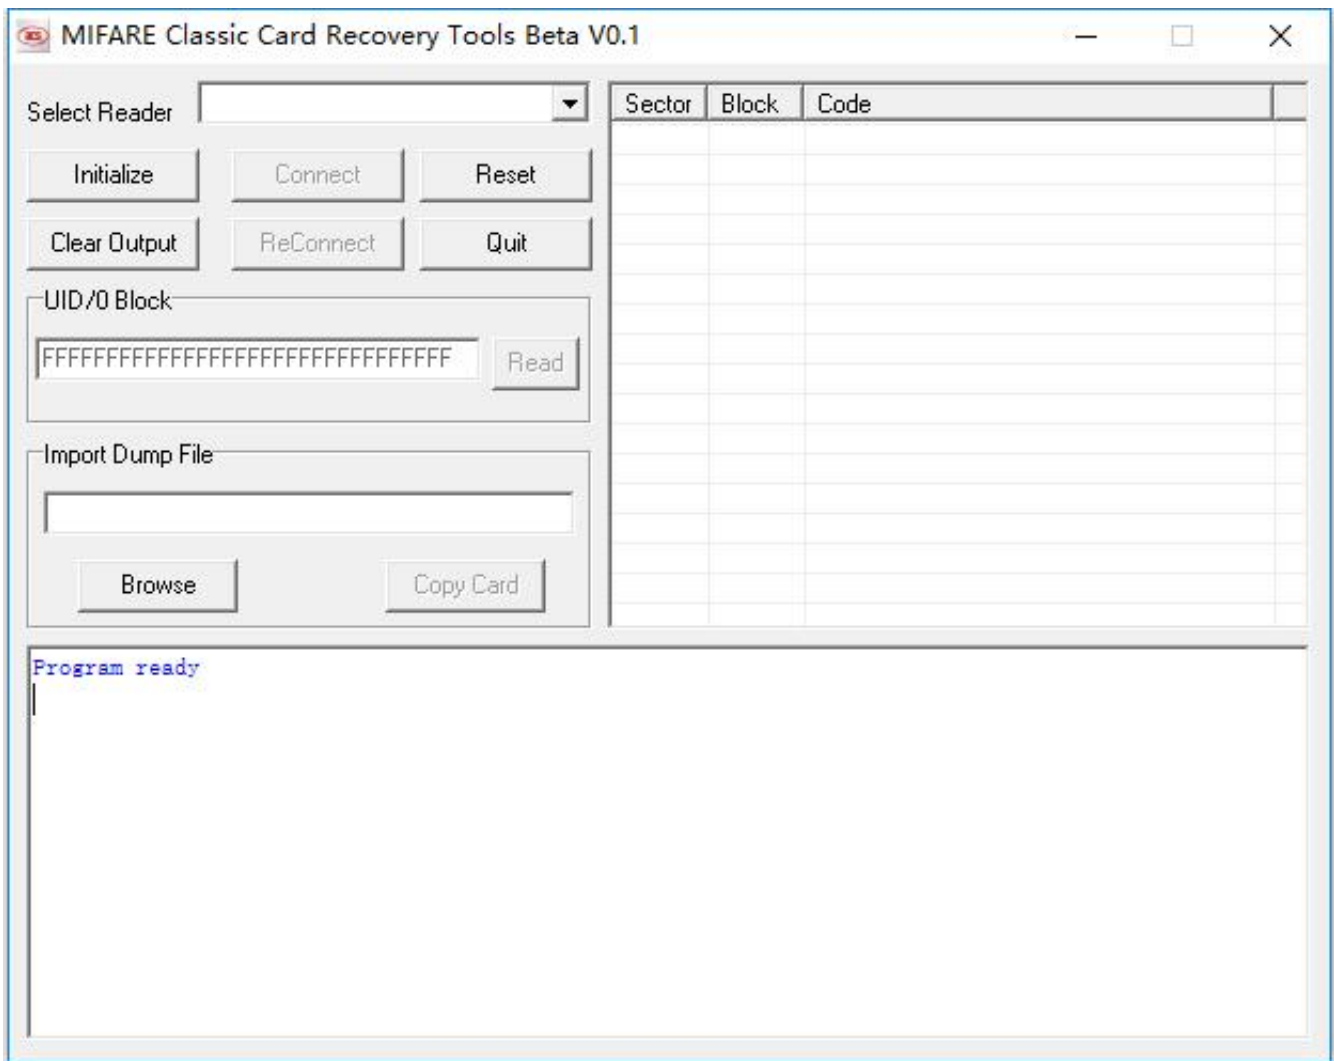 MIFARE Classic Card Recovery Tools Beta V0.1
Select Reader
Initialize Connect Reset
Clear Output ReConnect Quit
UID/0 Block
FFFFFFFFFFFFFFFFFFFFFFFFFFFFFFFF
Read
Import Dump File
Browse Copy Card
Sector Block Code
Program ready